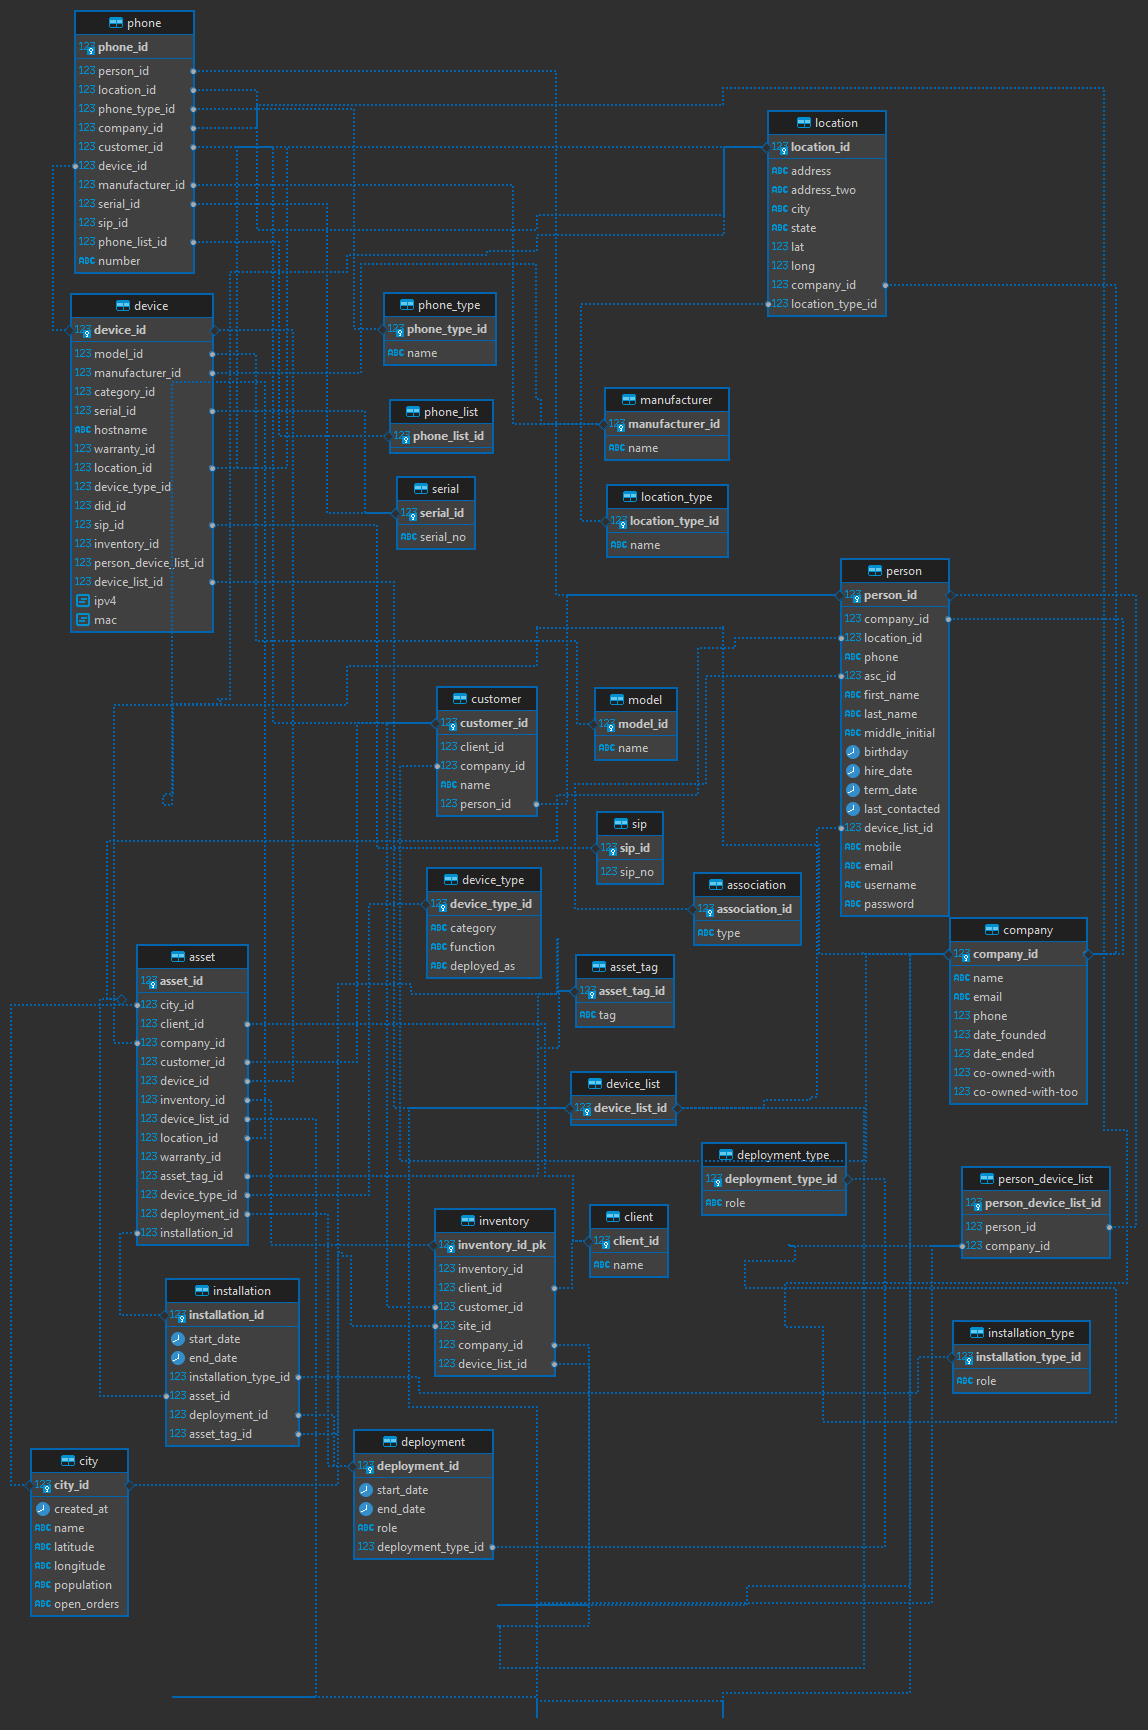 phone
123 phone_id
123 person_id
123 location_id
123 phone_type_id
123 company_id
123 customer_id
123 device_id
123 manufacturer_id
123 serial_id
123 sip_id
123 phone_list_id
ABC number
location
123 location_id
ABC address
ABC address_two
ABC city
ABC state
123 lat
123 long
123 company_id
123 location_type_id
device
123 device_id
123 model_id
123 manufacturer_id
123 category_id
123 serial_id
ABC hostname
123 warranty_id
123 location_id
123 device_type_id
123 did_id
123 sip_id
123 inventory_id
123 person_device_list_id
123 device_list_id
ipv4
mac
phone_type
123 phone_type_id
ABC name
phone_list
123 phone_list_id
manufacturer
123 manufacturer_id
ABC name
serial
123 serial_id
ABC serial_no
location_type
123 location_type_id
ABC name
person
123 person_id
123 company_id
123 location_id
ABC phone
123 asc_id
ABC first_name
ABC last_name
ABC middle_initial
birthday
hire_date
term_date
last_contacted
123 device_list_id
ABC mobile
ABC email
ABC username
ABC password
customer
123 customer_id
123 client_id
123 company_id
ABC name
123 person_id
model
123 model_id
ABC name
sip
123 sip_id
123 sip_no
device_type
123 device_type_id
ABC category
ABC function
ABC deployed_as
association
123 association_id
ABC type
company
123 company_id
ABC name
ABC email
123 phone
123 date_founded
123 date_ended
123 co-owned-with
123 co-owned-with-too
asset
123 asset_id
123 city_id
123 client_id
123 company_id
123 customer_id
123 device_id
123 inventory_id
123 device_list_id
123 location_id
123 warranty_id
123 asset_tag_id
123 device_type_id
123 deployment_id
123 installation_id
asset_tag
123 asset_tag_id
ABC tag
device_list
123 device_list_id
deployment_type
123 deployment_type_id
ABC role
person_device_list
123 person_device_list_id
123 person_id
123 company_id
inventory
123 inventory_id_pk
123 inventory_id
123 client_id
123 customer_id
123 site_id
123 company_id
123 device_list_id
client
123 client_id
ABC name
installation
123 installation_id
start_date
end_date
123 installation_type_id
123 asset_id
123 deployment_id
123 asset_tag_id
installation_type
123 installation_type_id
ABC role
city
123 city_id
created_at
ABC name
ABC latitude
ABC longitude
ABC population
ABC open_orders
deployment
123 deployment_id
start_date
end_date
ABC role
123 deployment_type_id